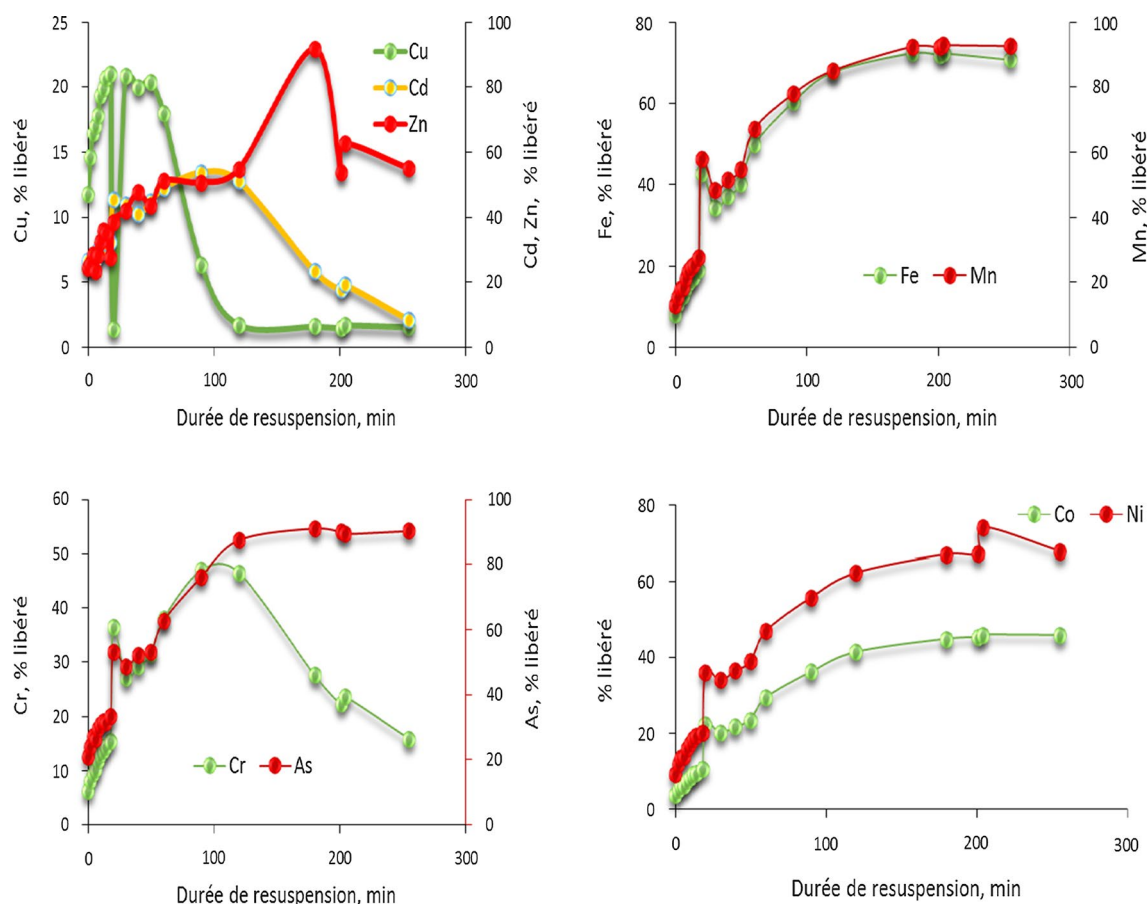 Cu, % libéré
25
20
15
10
5
0
Cu
Cd
Zn
100
80
60
40
20
0
Cd, Zn, % libéré
0 100 200 300
Durée de resuspension, min
Fe, % libéré
80
60
40
20
0
Fe Mn
100
80
60
40
20
0
Mn, % libéré
0 100 200 300
Durée de resuspension, min
Cr, % libéré
60
50
40
30
20
10
0
Cr As
100
80
60
40
20
0
As, % libéré
0 100 200 300
Durée de resuspension, min
% libéré
80
60
40
20
0
Co Ni
0 100 200 300
Durée de resuspension, min